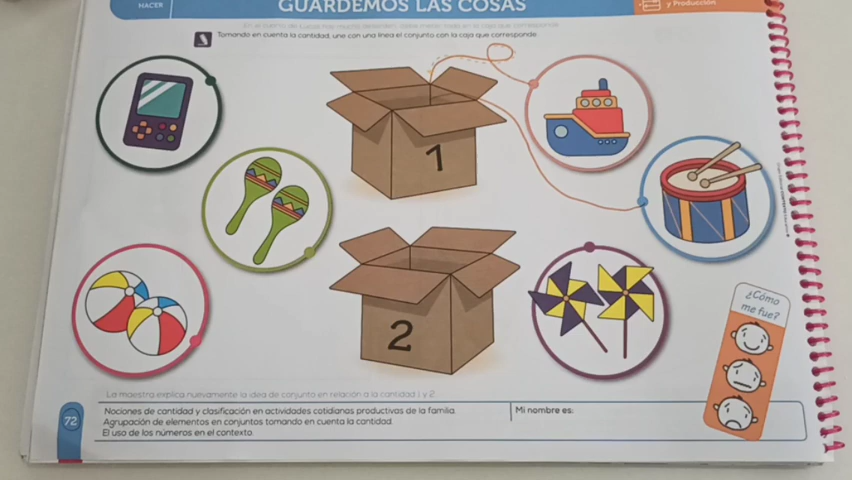 HACER
GUARDEMOS LAS COSAS
y Producción
Tomando en cuenta la cantidad, une con una línea el conjunto con la caja que corresponde.
1
2
¿Cómo
me fue?
La maestra explica nuevamente la idea de conjunto en relación a la cantidad 1 y 2.
72
Nociones de cantidad y clasificación en actividades cotidianas productivas de la familia.
Agrupación de elementos en conjuntos tomando en cuenta la cantidad.
El uso de los números en el contexto.
Mi nombre es: